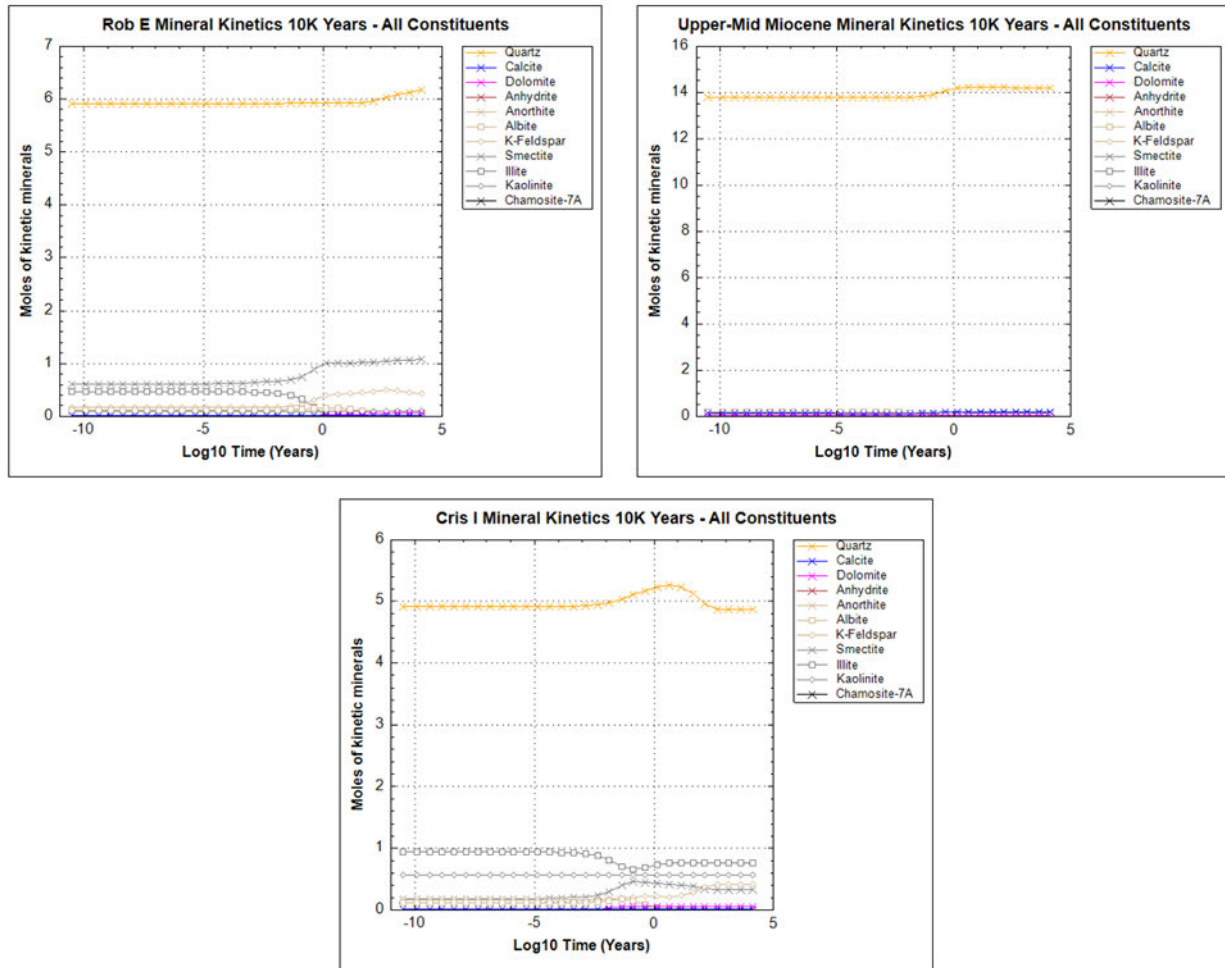 Rob E Mineral Kinetics 10K Years - All Constituents
7
6
5
4
3
2
1
0
-10
-5
0
5
Moles of kinetic minerals
Log10 Time (Years)
Quartz
Calcite
Dolomite
Anhydrite
Anorthite
Albite
K-Feldspar
Smectite
Illite
Kaolinite
Chamosite-7A
Upper-Mid Miocene Mineral Kinetics 10K Years - All Constituents
16
14
12
10
8
6
4
2
0
-10
-5
0
5
Moles of kinetic minerals
Log10 Time (Years)
Quartz
Calcite
Dolomite
Anhydrite
Anorthite
Albite
K-Feldspar
Smectite
Illite
Kaolinite
Chamosite-7A
Cris I Mineral Kinetics 10K Years - All Constituents
6
5
4
3
2
1
0
-10
-5
0
5
Moles of kinetic minerals
Log10 Time (Years)
Quartz
Calcite
Dolomite
Anhydrite
Anorthite
Albite
K-Feldspar
Smectite
Illite
Kaolinite
Chamosite-7A